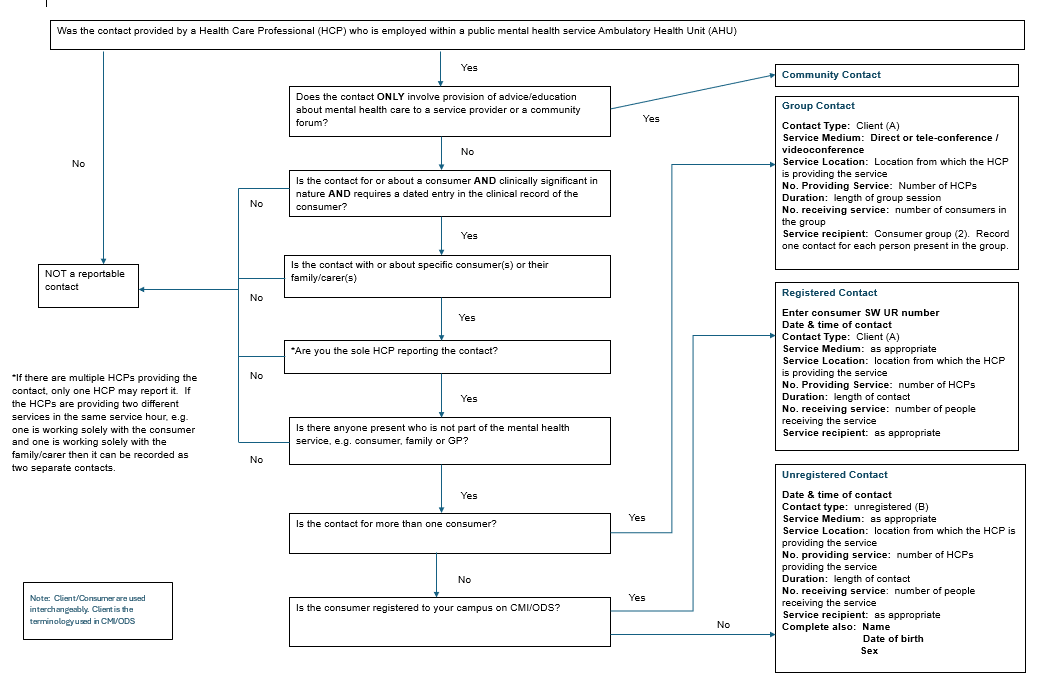 Was the contact provided by a Health Care Professional (HCP) who is employed within a public mental health service Ambulatory Health Unit (AHU)
Yes
No
Does the contact ONLY involve provision of advice/education
about mental health care to a service provider or a community
forum?
Yes
No
Is the contact for or about a consumer AND clinically significant in
nature AND requires a dated entry in the clinical record of the
consumer?
No
Yes
Is the contact with or about specific consumer(s) or their
family/carer(s)
No
Yes
NOT a reportable
contact
*Are you the sole HCP reporting the contact?
No
Yes
*If there are multiple HCPs providing the
contact, only one HCP may report it.  If
the HCPs are providing two different
services in the same service hour, e.g.
one is working solely with the consumer
and one is working solely with the
family/carer then it can be recorded as
two separate contacts.
Is there anyone present who is not part of the mental health
service, e.g. consumer, family or GP?
No
Yes
Is the contact for more than one consumer?
Yes
No
Is the consumer registered to your campus on CMI/ODS?
Yes
No
Note:  Client/Consumer are used
interchangeably. Client is the
terminology used in CMI/ODS
Community Contact
Group Contact
Contact Type:  Client (A)
Service Medium:  Direct or tele-conference /
videoconference
Service Location:  Location from which the HCP
is providing the service
No. Providing Service:  Number of HCPs
Duration:  length of group session
No. receiving service:  number of consumers in
the group
Service recipient:  Consumer group (2).  Record
one contact for each person present in the group.
Registered Contact
Enter consumer SW UR number
Date & time of contact
Contact Type:  Client (A)
Service Medium:  as appropriate
Service Location:  location from which the HCP
is providing the service
No. Providing Service:  number of HCPs
Duration:  length of contact
No. receiving service:  number of people
receiving the service
Service recipient:  as appropriate
Unregistered Contact
Date & time of contact
Contact type:  unregistered (B)
Service Medium:  as appropriate
Service Location:  location from which the HCP is
providing the service
No. providing service:  number of HCPs
providing the service
Duration:  length of contact
No. receiving service:  number of people
receiving the service
Service recipient:  as appropriate
Complete also:  Name
Date of birth
Sex